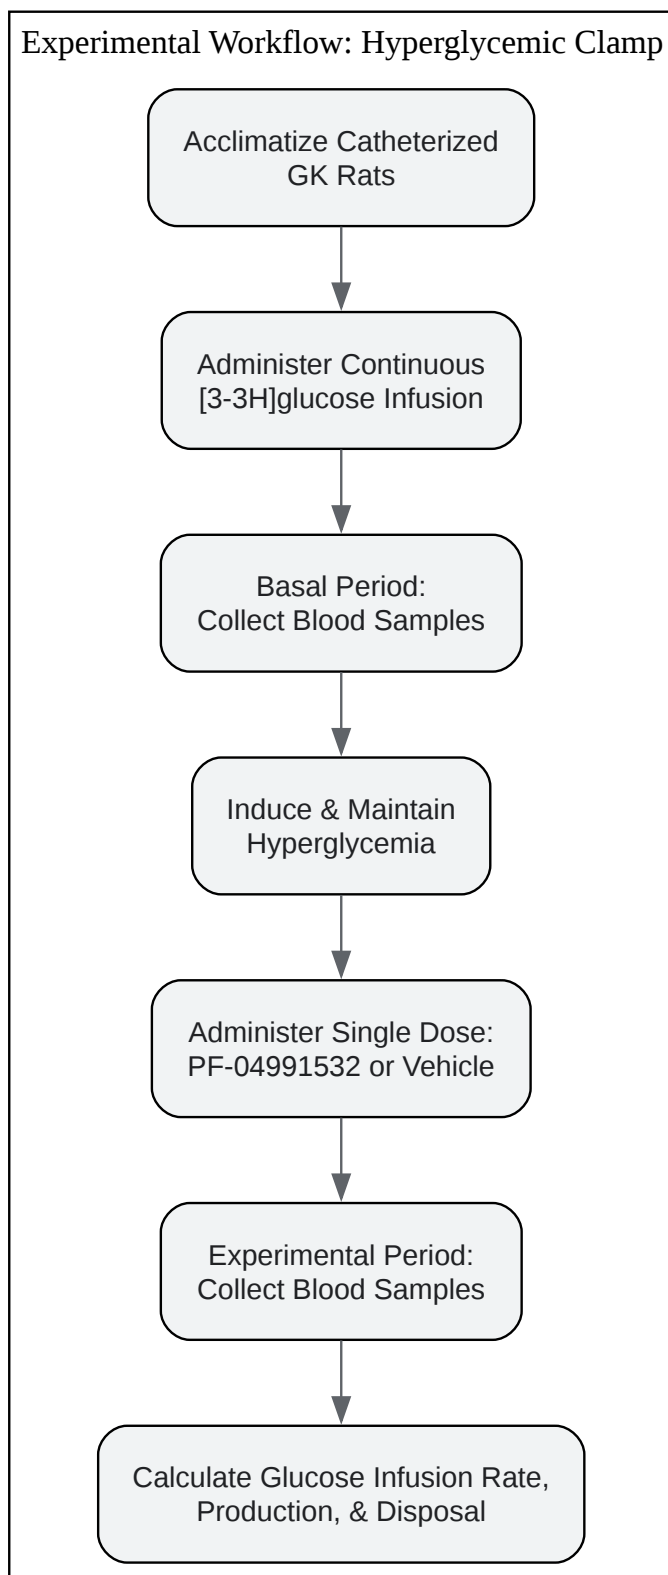 Experimental Workflow: Hyperglycemic Clamp
Acclimatize Catheterized
GK Rats
Administer Continuous
[3-3H]glucose Infusion
Basal Period:
Collect Blood Samples
Induce & Maintain
Hyperglycemia
Administer Single Dose:
PF-04991532 or Vehicle
Experimental Period:
Collect Blood Samples
Calculate Glucose Infusion Rate,
Production, & Disposal